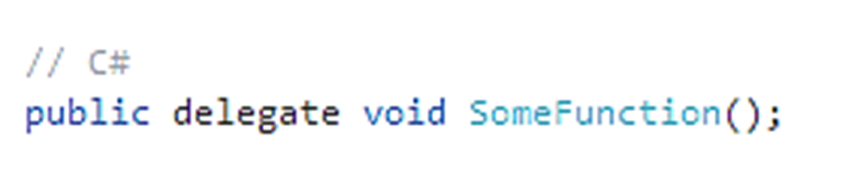 // C#
public delegate void SomeFunction();